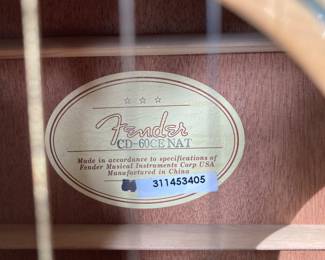 Fender
CD-60CE NAT
Made in accordance to specifications of
Fender Musical Instruments Corp. USA
Manufactured in China
311453405